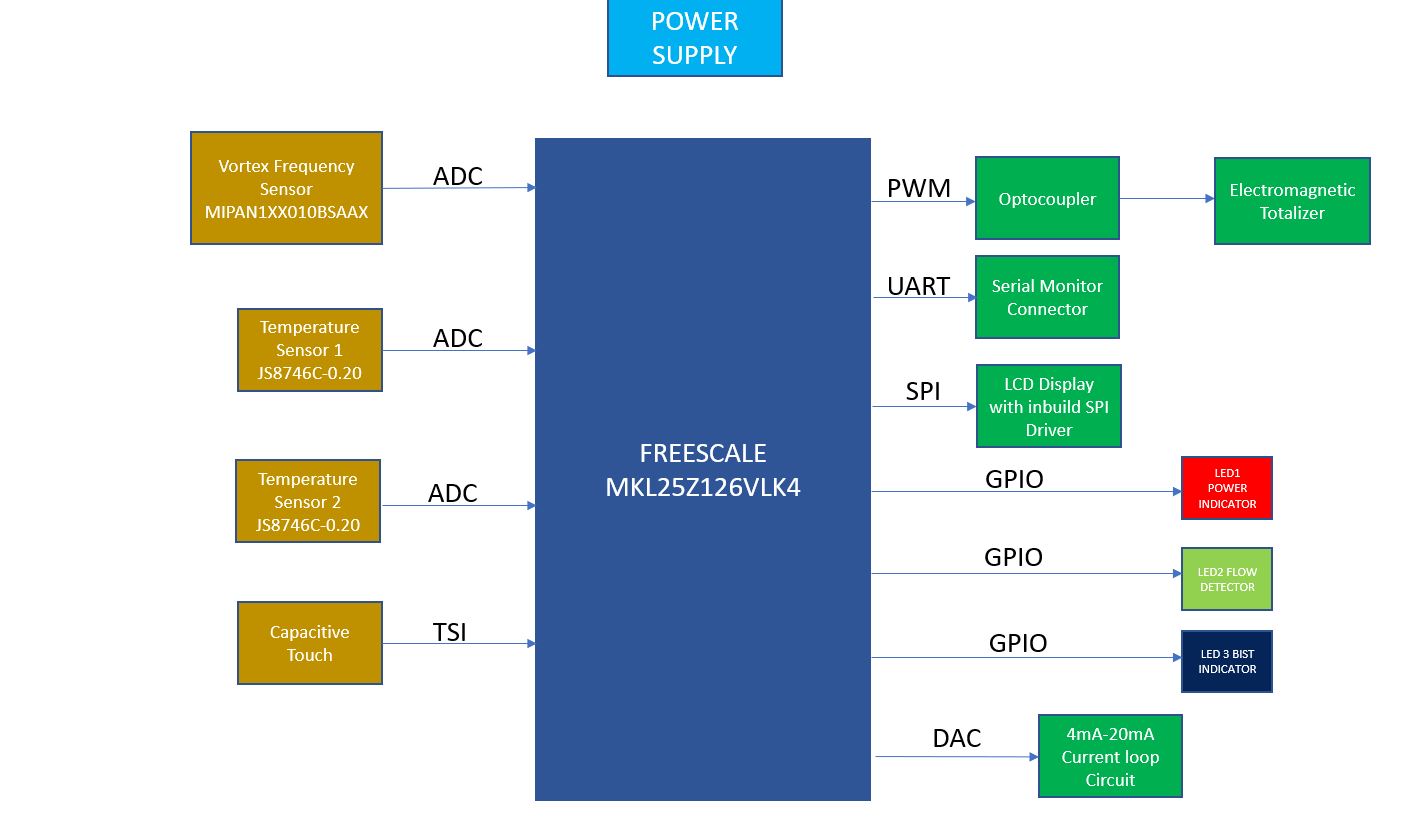 POWER
SUPPLY
Vortex Frequency
Sensor
MIPAN1XX010BSAAX
ADC
Temperature
Sensor 1
JS8746C-0.20
ADC
Temperature
Sensor 2
JS8746C-0.20
ADC
Capacitive
Touch
TSI
FREESCALE
MKL25Z126VLK4
PWM
Optocoupler
Electromagnetic
Totalizer
UART
Serial Monitor
Connector
SPI
LCD Display
with inbuild SPI
Driver
GPIO
LED1
POWER
INDICATOR
GPIO
LED2 FLOW
DETECTOR
GPIO
LED 3 BIST
INDICATOR
DAC
4mA-20mA
Current loop
Circuit